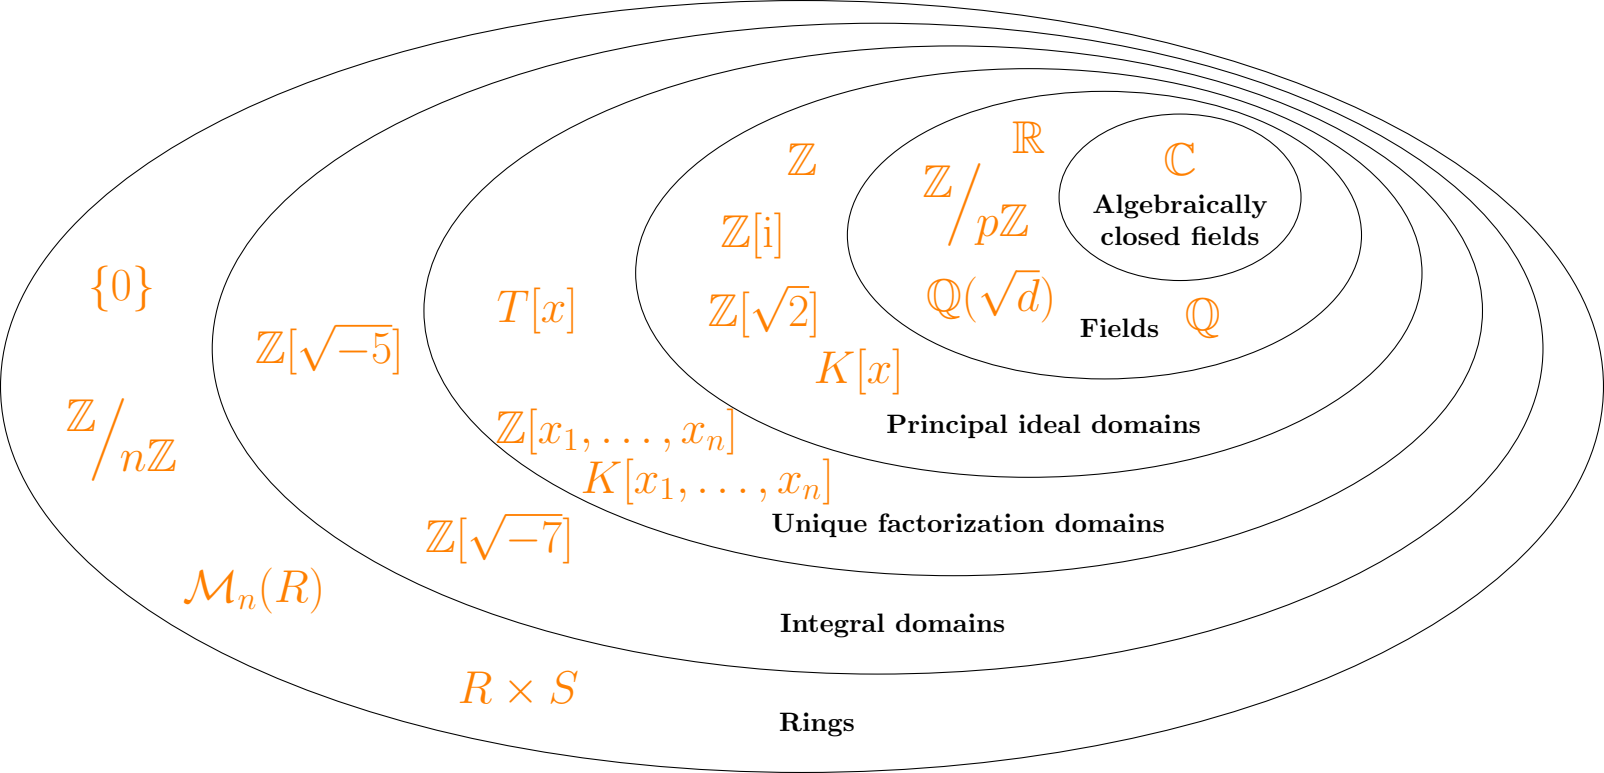 ℝ
ℤ
ℂ
ℤ/pℤ
Algebraically
closed fields
ℤ[i]
{0}
ℚ(√d)
T[x]
ℤ[√2]
Fields
ℚ
ℤ[√−5]
K[x]
ℤ/nℤ
Principal ideal domains
ℤ[x₁, . . . , xₙ]
K[x₁, . . . , xₙ]
Unique factorization domains
ℤ[√−7]
ℳₙ(R)
Integral domains
R × S
Rings